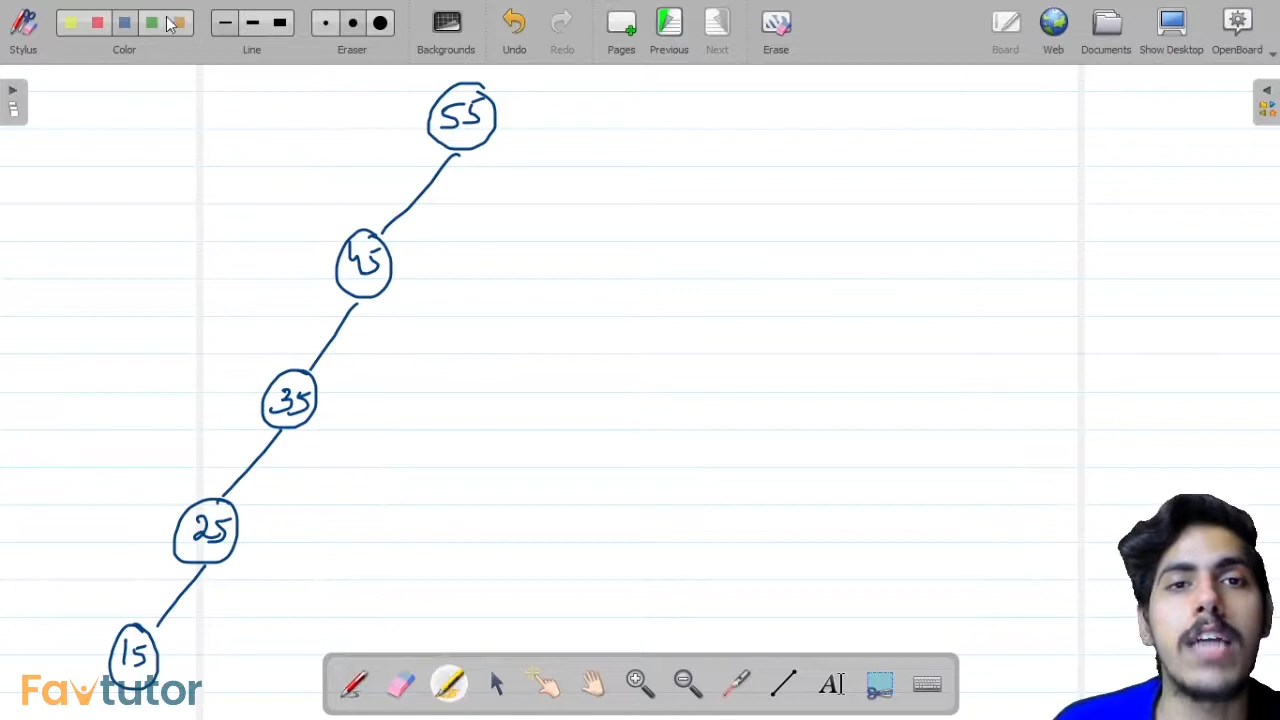 Stylus Color Line Eraser Backgrounds Undo Redo Pages Previous Next Erase Board Web Documents Show Desktop OpenBoard
55
45
35
25
15
Favtutor
A